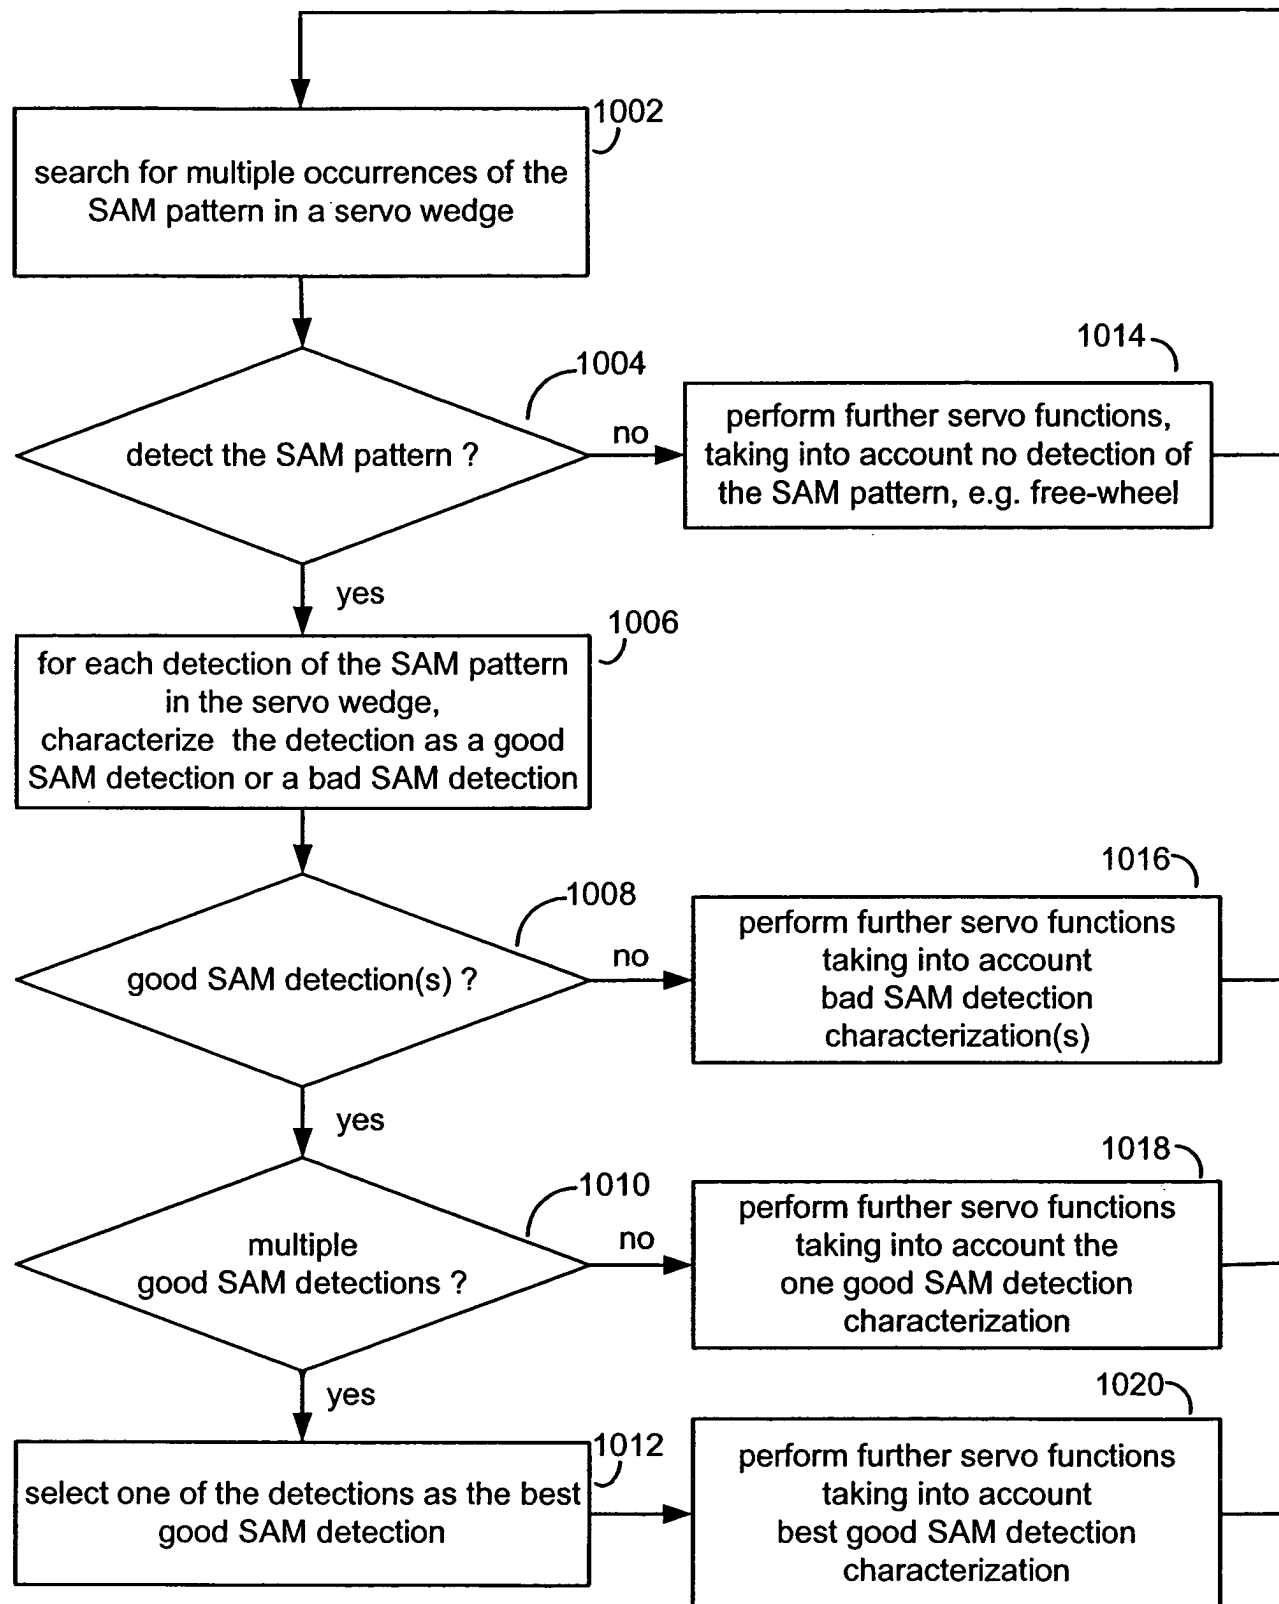 1002
search for multiple occurrences of the
SAM pattern in a servo wedge
1004
detect the SAM pattern ?
no
1014
perform further servo functions,
taking into account no detection of
the SAM pattern, e.g. free-wheel
yes
1006
for each detection of the SAM pattern
in the servo wedge,
characterize the detection as a good
SAM detection or a bad SAM detection
1008
good SAM detection(s) ?
no
1016
perform further servo functions
taking into account
bad SAM detection
characterization(s)
yes
1010
multiple
good SAM detections ?
no
1018
perform further servo functions
taking into account the
one good SAM detection
characterization
yes
1012
select one of the detections as the best
good SAM detection
1020
perform further servo functions
taking into account
best good SAM detection
characterization